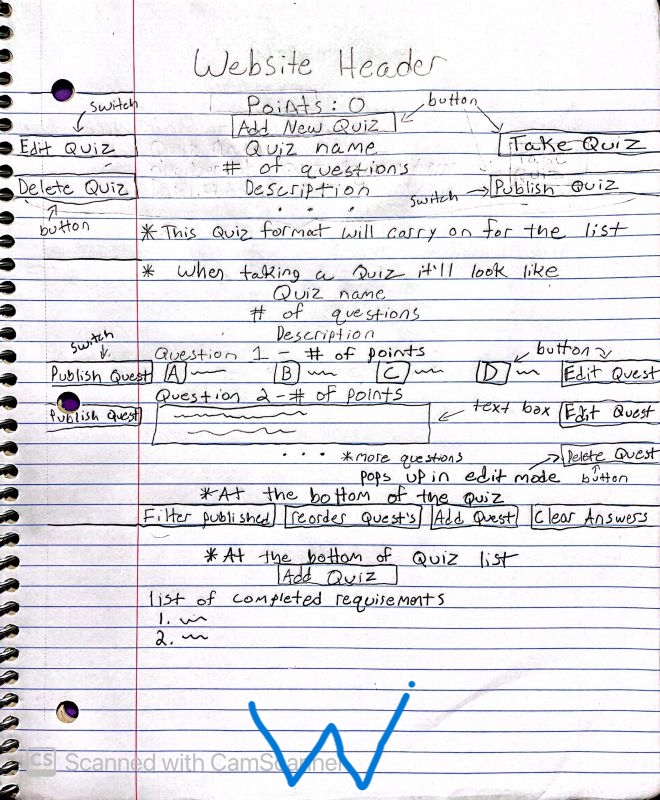 Website Header
Points: 0
switch
button
Add New Quiz
Edit Quiz
Quiz name
Take Quiz
# of questions
Delete Quiz
Description
switch
Publish Quiz
. . .
button
* This Quiz format will carry on for the list
* When taking a Quiz it'll look like
Quiz name
# of questions
Description
switch
Question 1 - # of points
button
Publish Quest
A
B
C
D
Edit Quest
Question 2 - # of points
Publish Quest
text box
Edit Quest
. . . * more questions
Delete Quest
pops up in edit mode
button
* At the bottom of the Quiz
Filter published
reorder Quest's
Add Quest
Clear Answers
* At the bottom of Quiz list
Add Quiz
list of completed requisements
1.
2.
W
CS Scanned with CamScanner